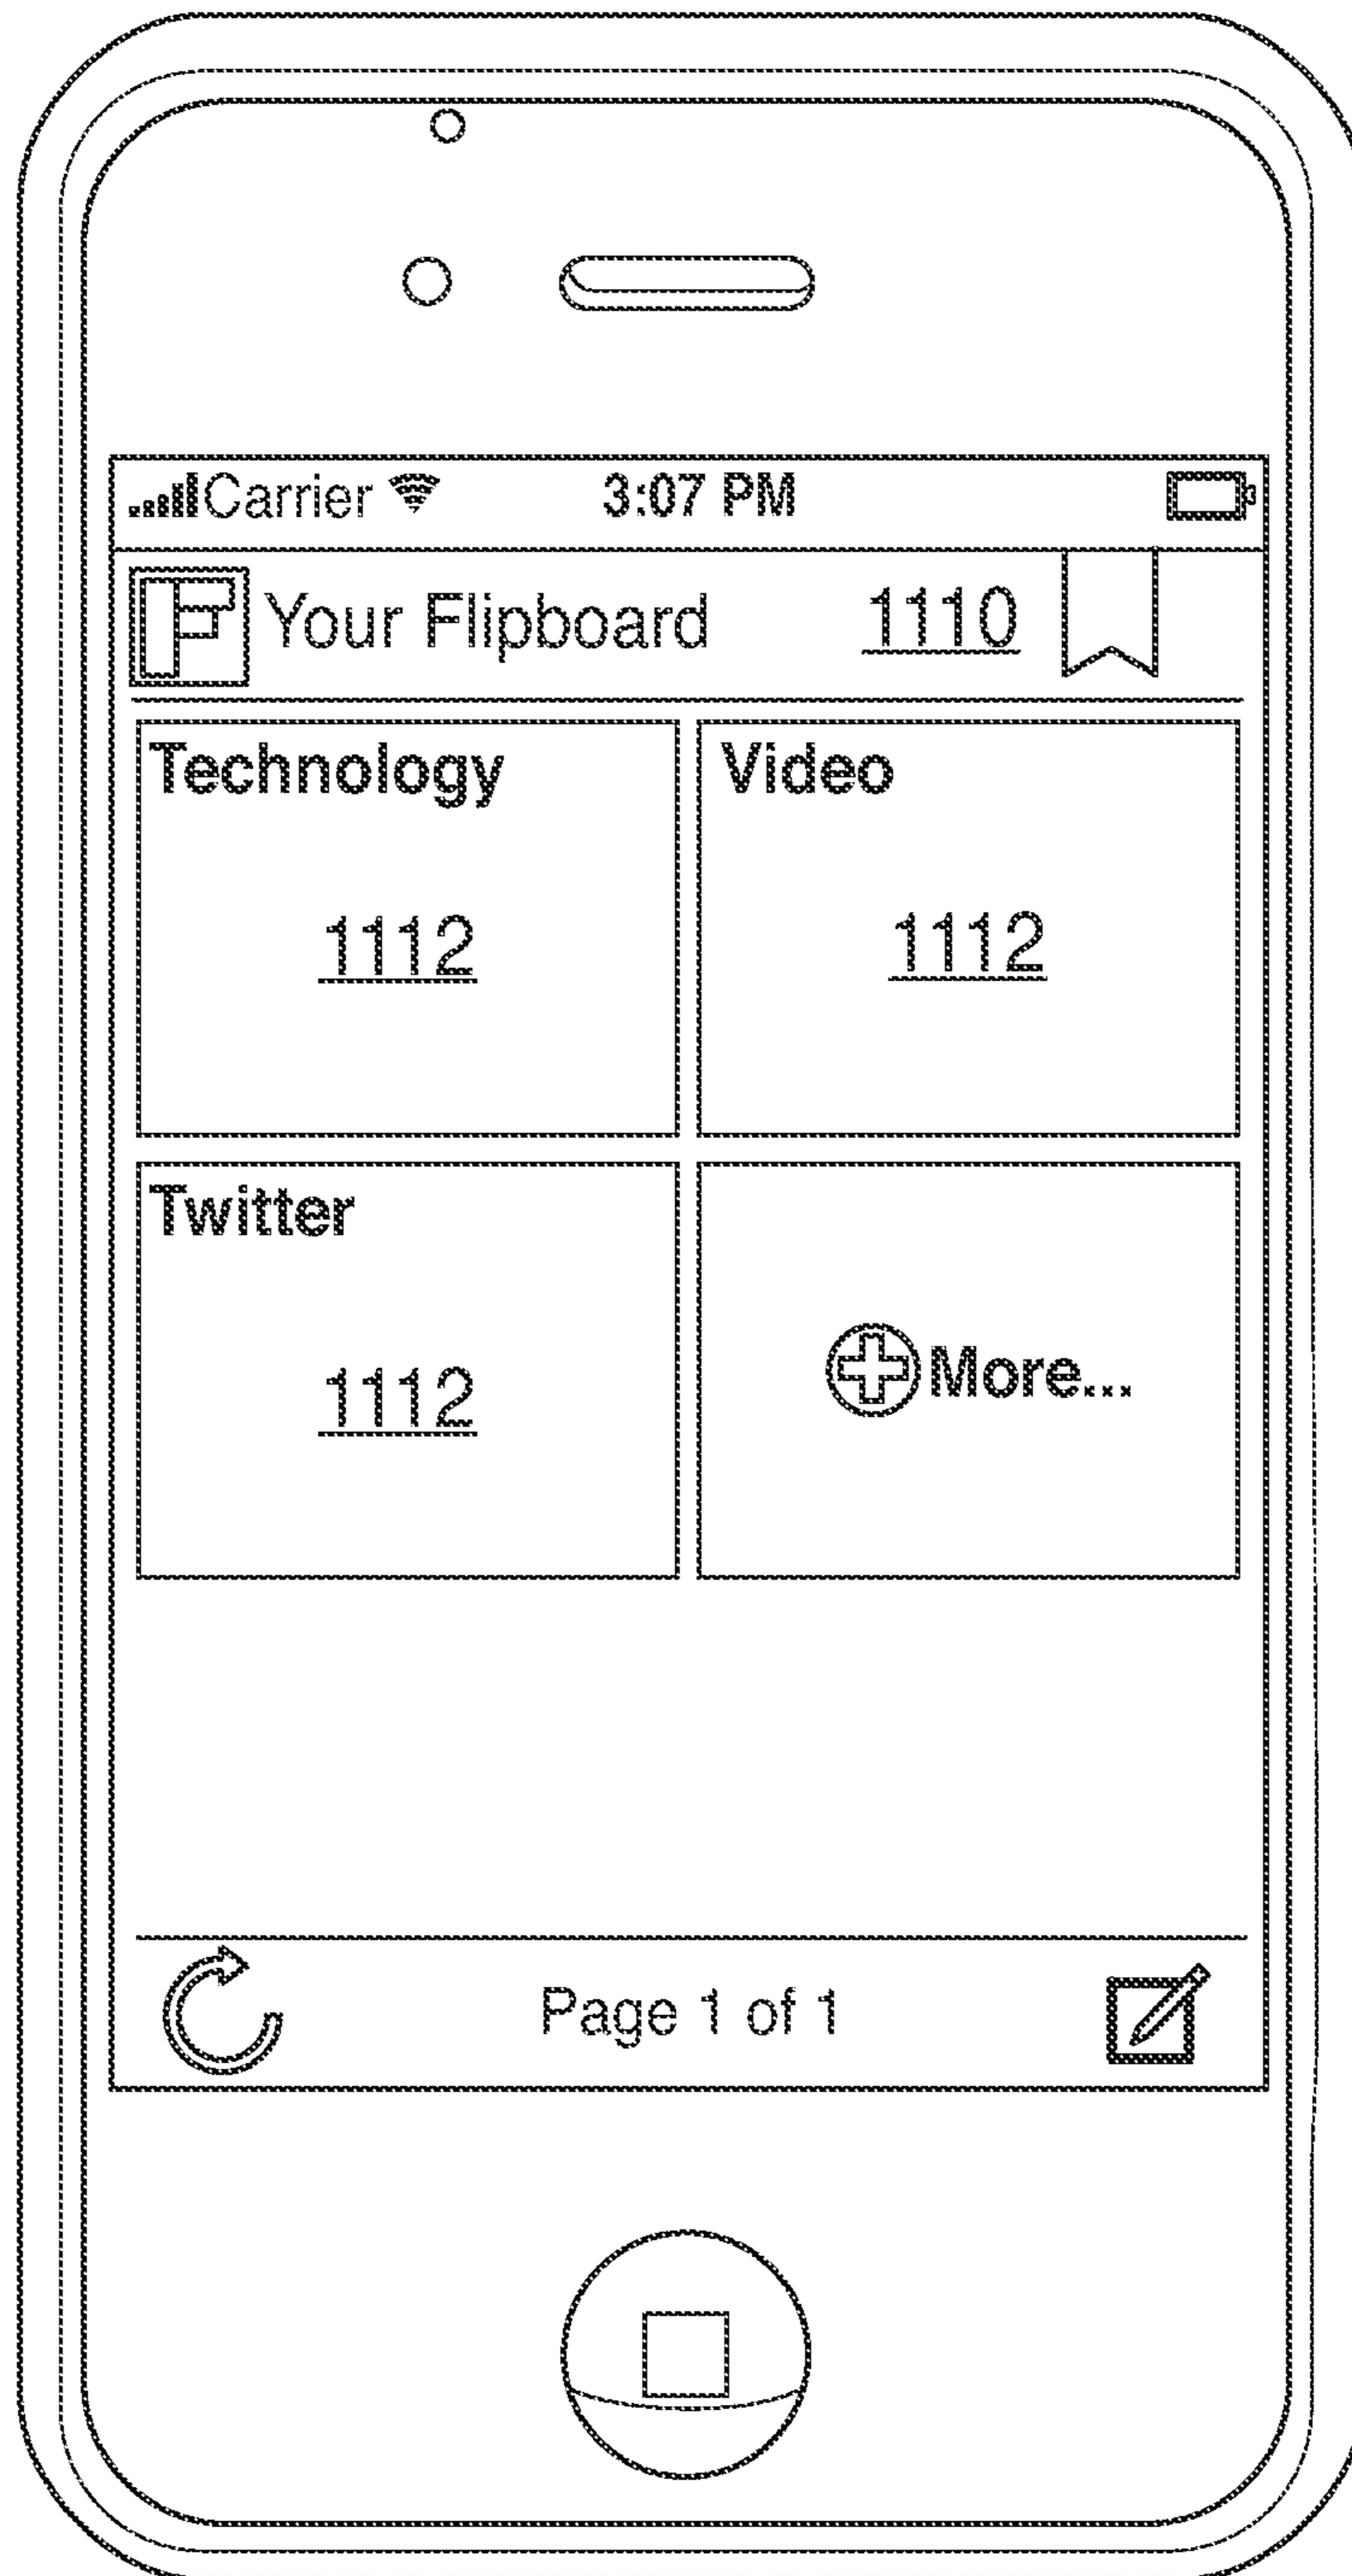 Carrier 3:07 PM
Your Flipboard 1110
Technology Video
1112 1112
Twitter
1112 More...
Page 1 of 1